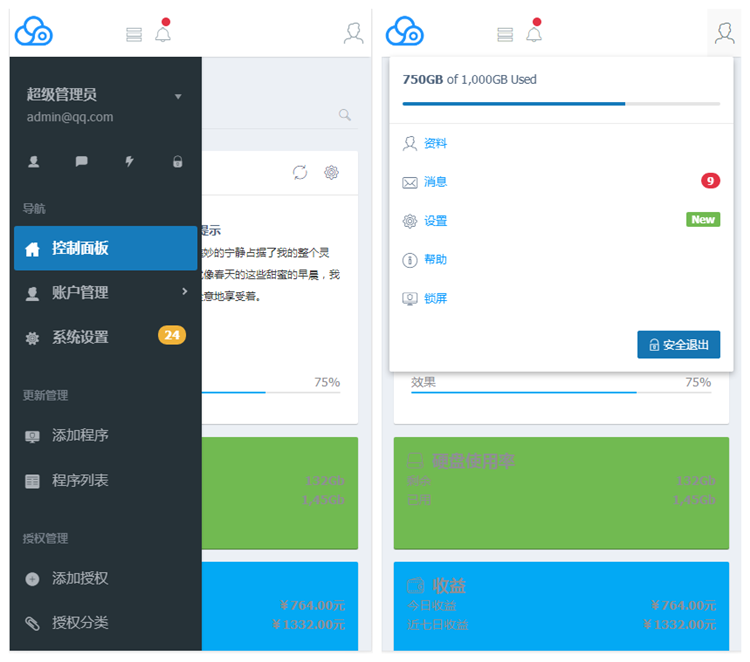 超级管理员
admin@qq.com
导航
控制面板
账户管理
系统设置
24
更新管理
添加程序
程序列表
授权管理
添加授权
授权分类
提示
妙的宁静占据了我的整个灵
像春天的这些甜蜜的早晨，我
意地享受着。
75%
132Gb
1,45Gb
￥764.00元
￥1332.00元
750GB of 1,000GB Used
资料
消息
9
设置
New
帮助
锁屏
安全退出
效果
75%
硬盘使用率
剩余
132Gb
已用
1,45Gb
收益
今日收益
￥764.00元
近七日收益
￥1332.00元